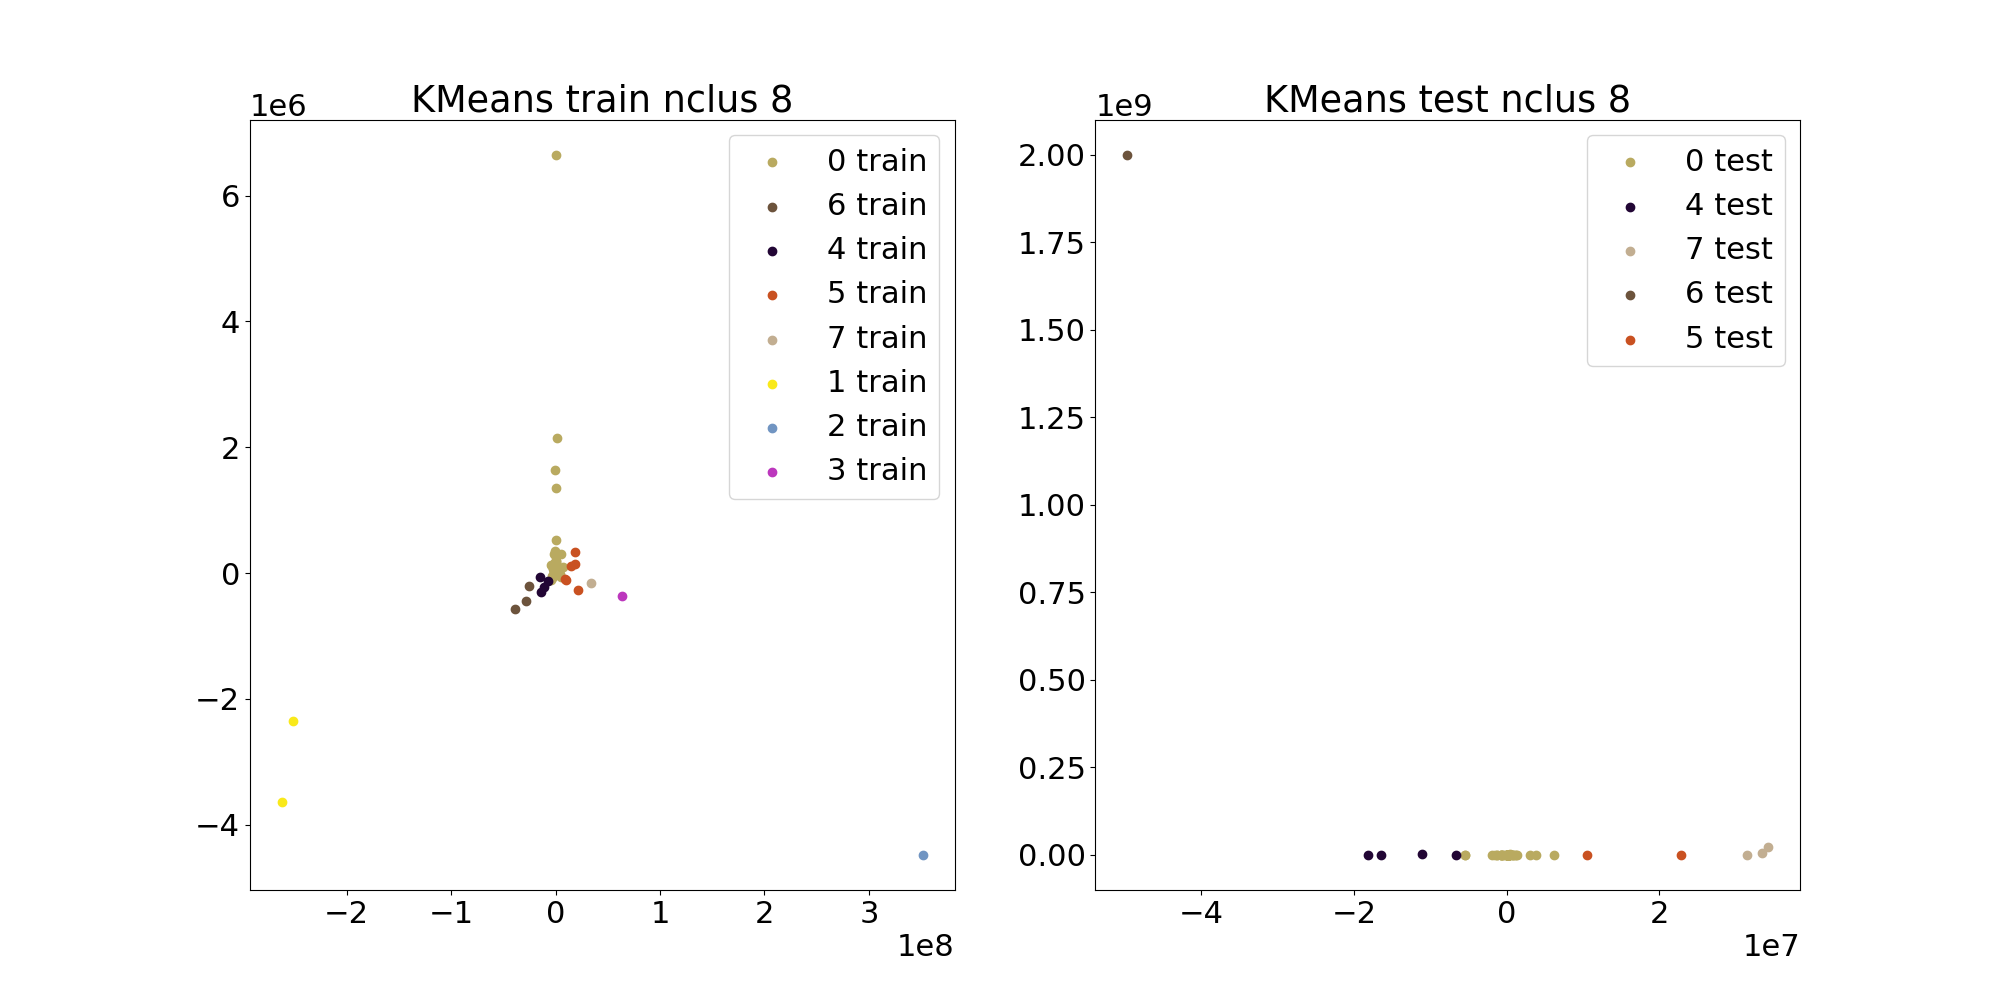 KMeans train nclus 8
1e6
6
4
2
0
−2
−4
−2
−1
0
1
2
3
1e8
0 train
6 train
4 train
5 train
7 train
1 train
2 train
3 train
KMeans test nclus 8
1e9
2.00
1.75
1.50
1.25
1.00
0.75
0.50
0.25
0.00
−4
−2
0
2
1e7
0 test
4 test
7 test
6 test
5 test